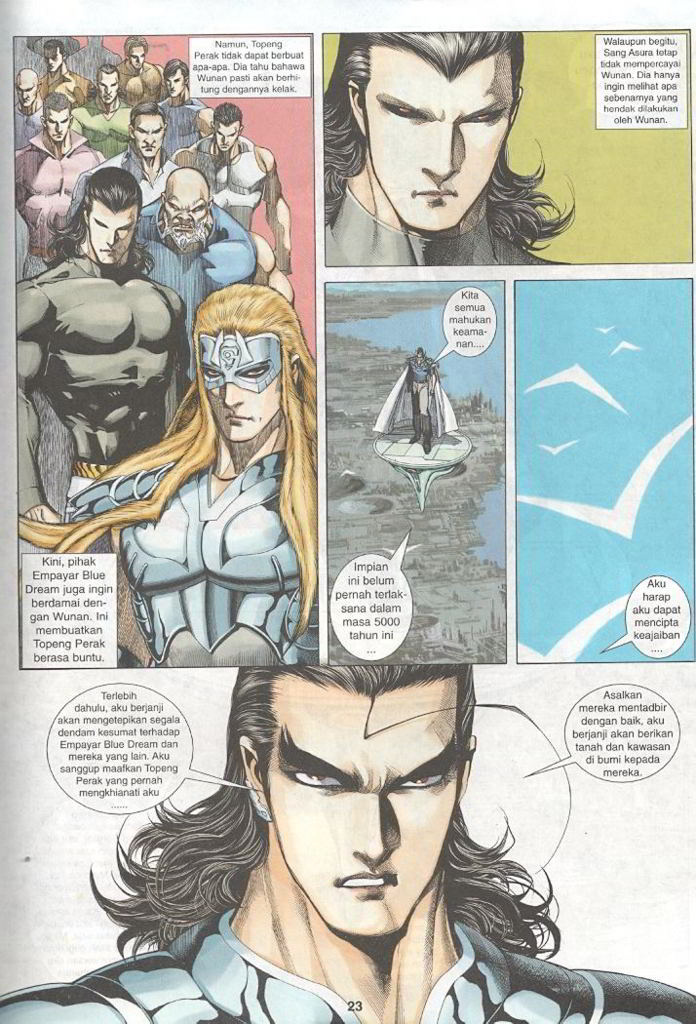 Namun, Topeng
Perak tidak dapat berbuat
apa-apa. Dia tahu bahawa
Wunan pasti akan berhi-
tung dengannya kelak.
Kini, pihak
Empayar Blue
Dream juga ingin
berdamai den-
gan Wunan. Ini
membuatkan
Topeng Perak
berasa buntu.
Walaupun begitu,
Sang Asura tetap
tidak mempercayai
Wunan. Dia hanya
ingin melihat apa
sebenarnya yang
hendak dilakukan
oleh Wunan.
Kita
semua
mahukan
keama-
nan....
Impian
ini belum
pernah terlak-
sana dalam
masa 5000
tahun ini
...
Aku
harap
aku dapat
mencipta
keajaiban
....
Terlebih
dahulu, aku berjanji
akan mengetepikan segala
dendam kesumat terhadap
Empayar Blue Dream dan
mereka yang lain. Aku
sanggup maafkan Topeng
Perak yang pernah
mengkhianati aku
......
Asalkan
mereka mentadbir
dengan baik, aku
berjanji akan berikan
tanah dan kawasan
di bumi kepada
mereka.
23